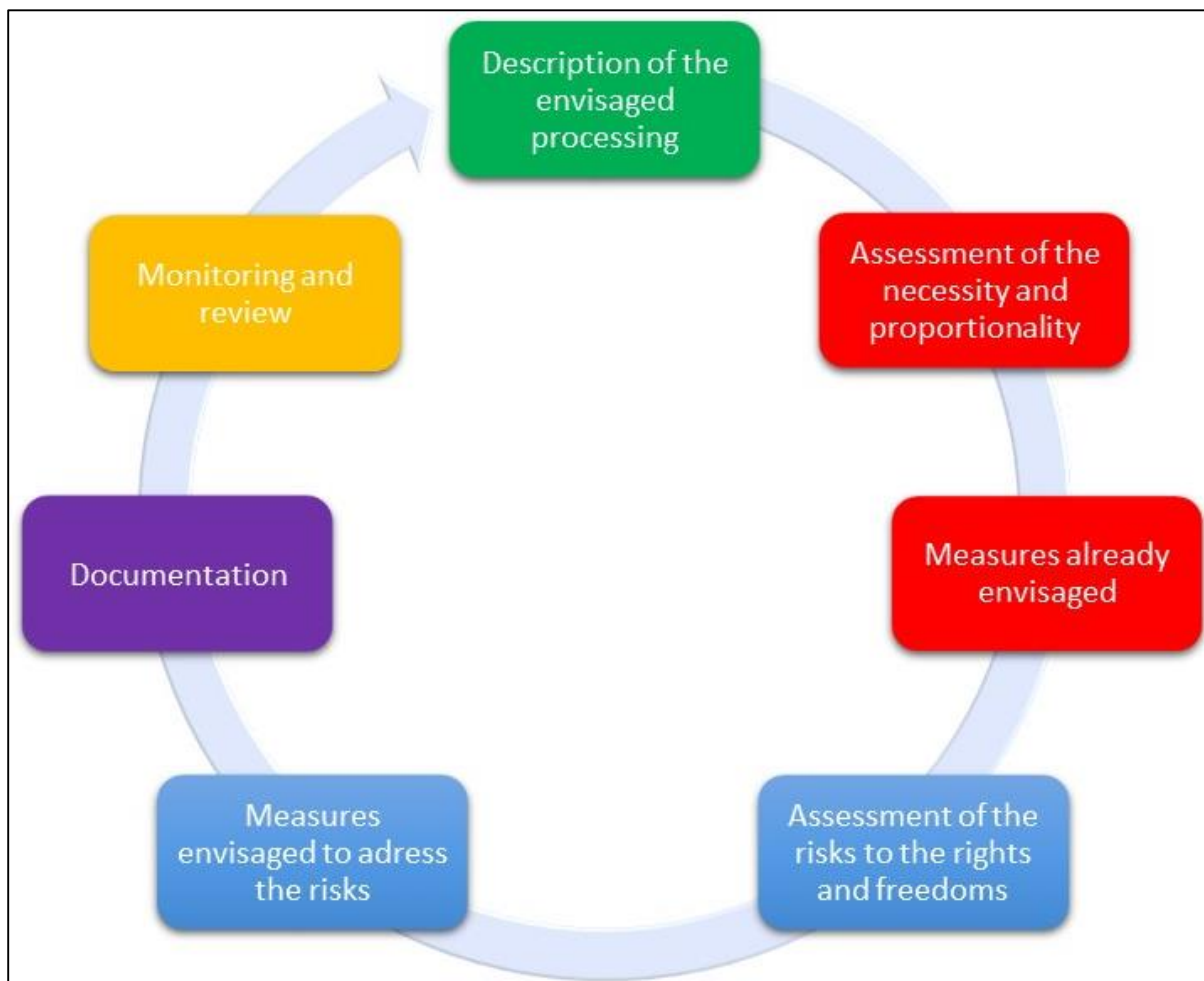 Description of the
envisaged
processing
Assessment of the
necessity and
proportionality
Measures already
envisaged
Assessment of the
risks to the rights
and freedoms
Measures
envisaged to adress
the risks
Documentation
Monitoring and
review